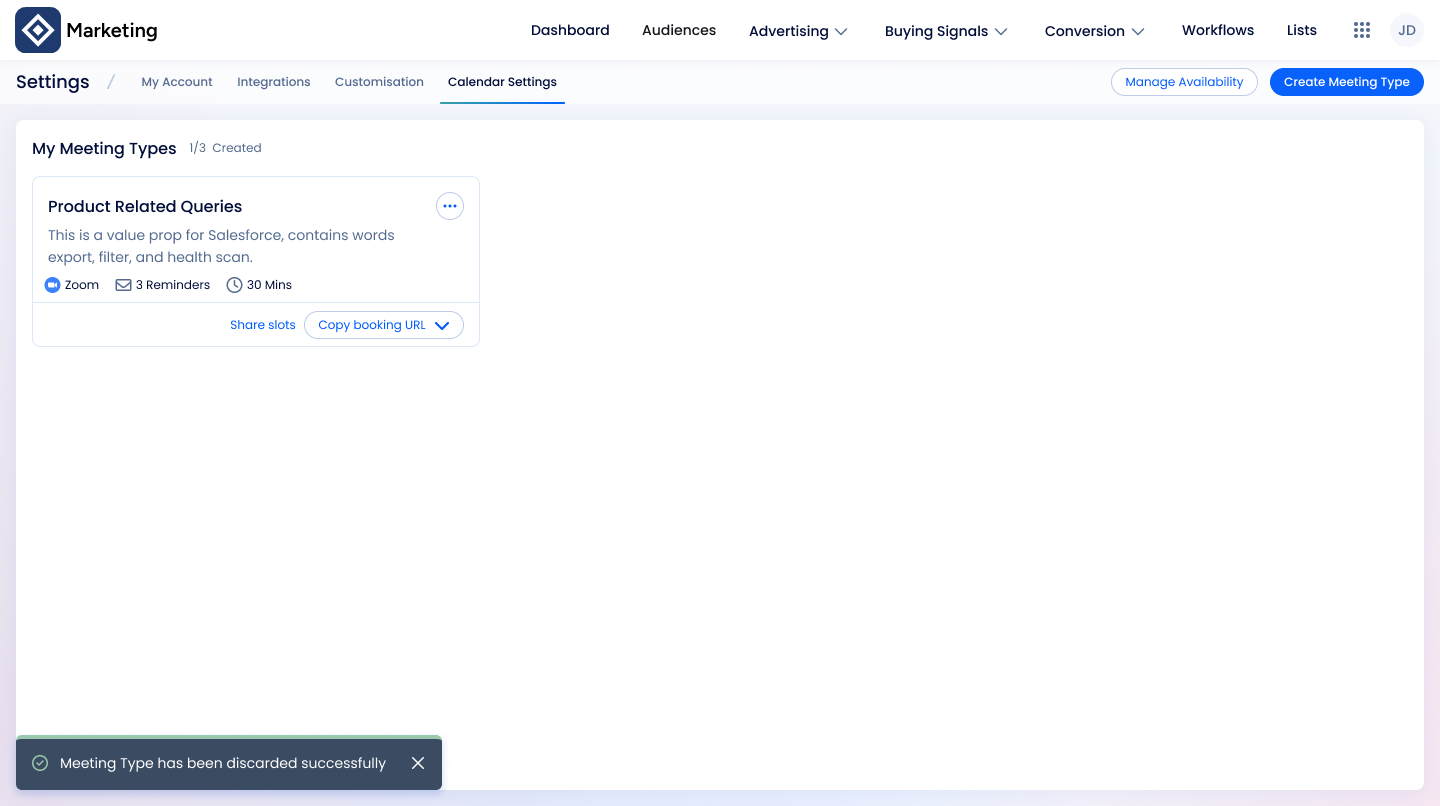 Marketing
Dashboard Audiences Advertising Buying Signals Conversion Workflows Lists JD
Settings / My Account Integrations Customisation Calendar Settings Manage Availability Create Meeting Type
My Meeting Types 1/3 Created
Product Related Queries
This is a value prop for Salesforce, contains words
export, filter, and health scan.
Zoom 3 Reminders 30 Mins
Share slots Copy booking URL
Meeting Type has been discarded successfully